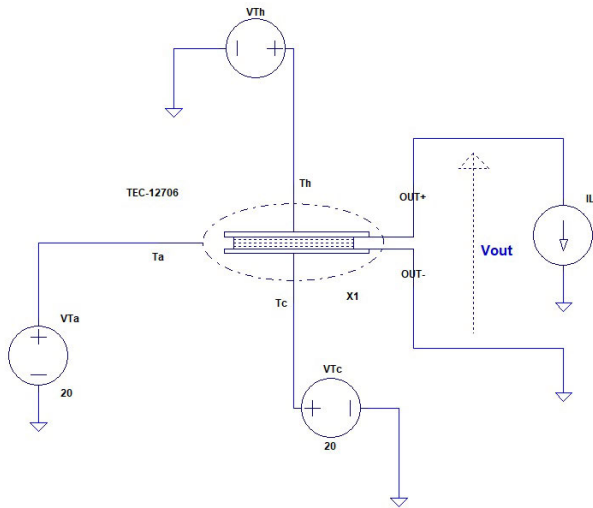 VTh
TEC-12706
Th
OUT+
IL
Ta
Vout
OUT-
Tc
X1
VTa
VTc
20
20